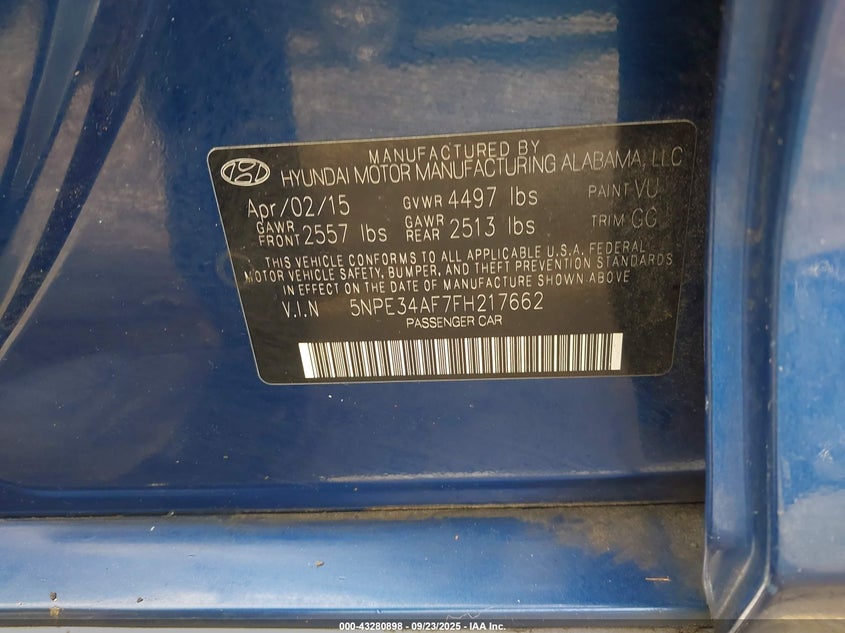 MANUFACTURED BY
HYUNDAI MOTOR MANUFACTURING ALABAMA, LLC
Apr/02/15 GVWR 4497 lbs PAINT VU
GAWR FRONT 2557 lbs GAWR REAR 2513 lbs TRIM GC
THIS VEHICLE CONFORMS TO ALL APPLICABLE U.S.A. FEDERAL
MOTOR VEHICLE SAFETY, BUMPER, AND THEFT PREVENTION STANDARDS
IN EFFECT ON THE DATE OF MANUFACTURE SHOWN ABOVE.
V.I.N 5NPE34AF7FH217662
PASSENGER CAR
000-43280898 - 09/23/2025 - IAA Inc.